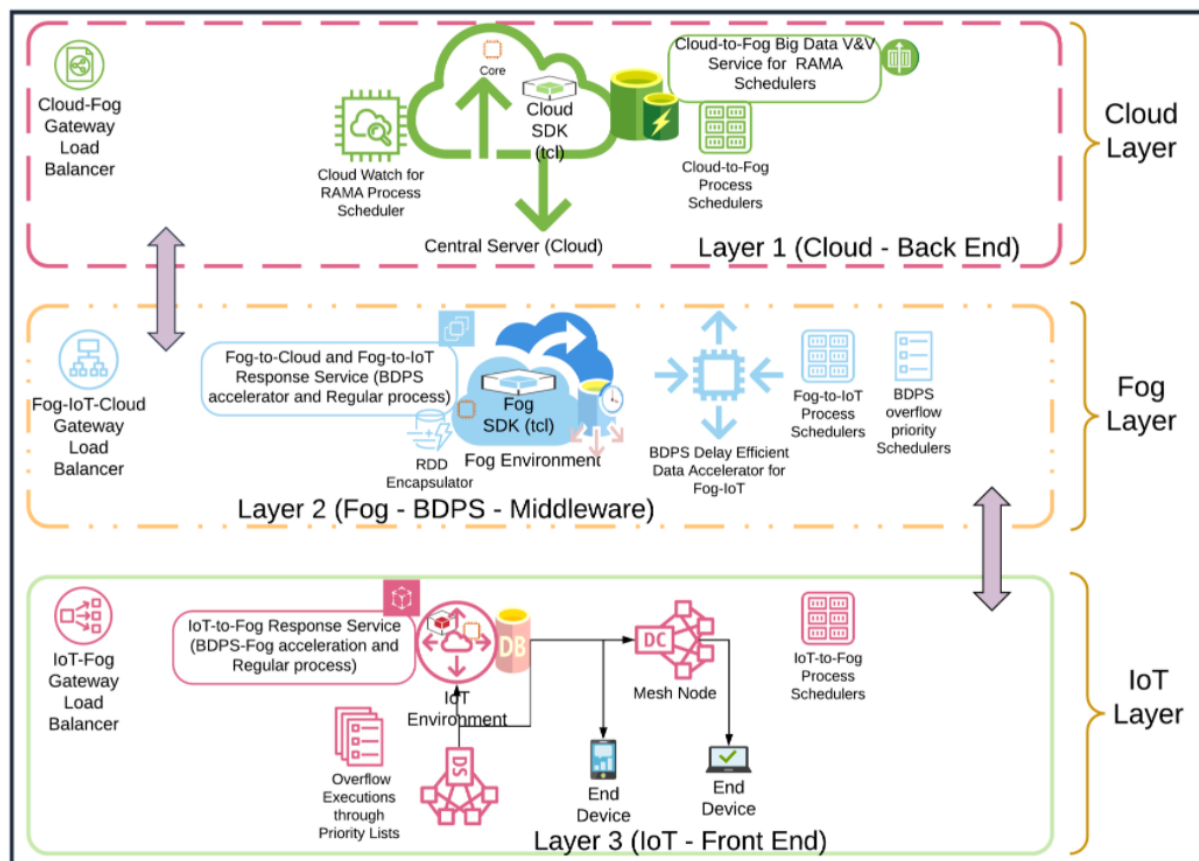 Cloud-Fog
Gateway
Load
Balancer
Core
Cloud
SDK
(tcl)
Cloud Watch for
RAMA Process
Scheduler
Central Server (Cloud)
Cloud-to-Fog Big Data V&V
Service for RAMA
Schedulers
Cloud-to-Fog
Process
Schedulers
Layer 1 (Cloud - Back End)
Cloud
Layer
Fog-IoT-Cloud
Gateway
Load
Balancer
Fog-to-Cloud and Fog-to-IoT
Response Service (BDPS
accelerator and Regular process)
RDD
Encapsulator
Fog
SDK (tcl)
Fog Environment
BDPS Delay Efficient
Data Accelerator for
Fog-IoT
Fog-to-IoT
Process
Schedulers
BDPS
overflow
priority
Schedulers
Layer 2 (Fog - BDPS - Middleware)
Fog
Layer
IoT-Fog
Gateway
Load
Balancer
IoT-to-Fog Response Service
(BDPS-Fog acceleration and
Regular process)
DB
IoT
Environment
Overflow
Executions
through
Priority Lists
DS
DC
Mesh Node
End
Device
End
Device
IoT-to-Fog
Process
Schedulers
Layer 3 (IoT - Front End)
IoT
Layer